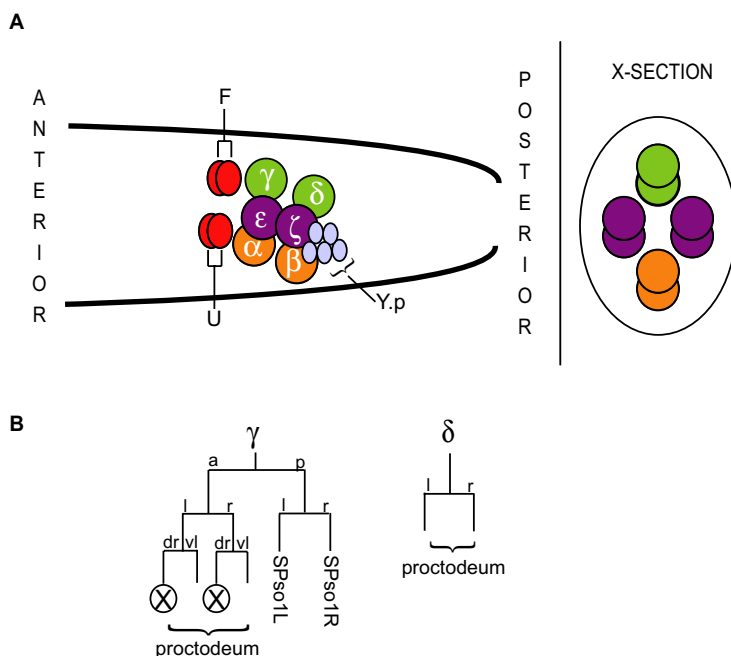 A
ANTERIOR
F
γ
δ
ε
ζ
α
β
U
Y.p
POSTERIOR
X-SECTION
B
γ
a p
l r l r
dr vl dr vl
X X
SPso1L
SPso1R
proctodeum
δ
l r
proctodeum